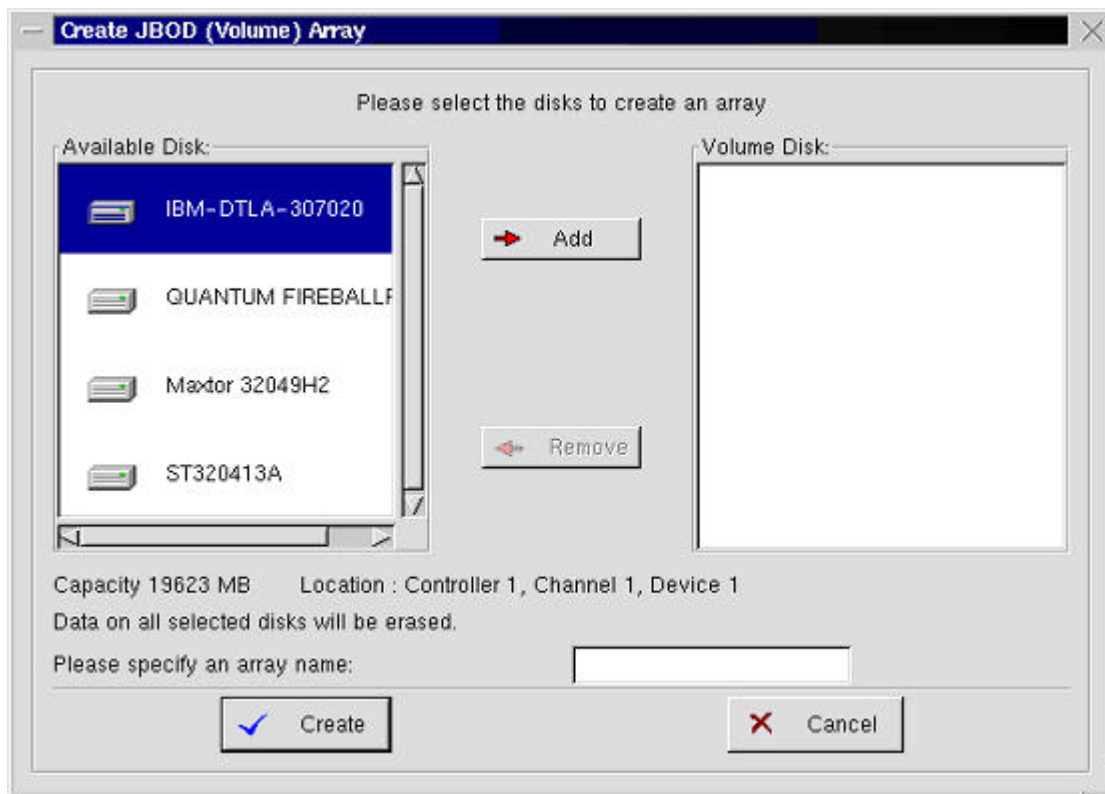 Create JBOD (Volume) Array
Please select the disks to create an array
Available Disk:
Volume Disk:
IBM-DTLA-307020
QUANTUM FIREBALLP
Maxtor 32049H2
ST320413A
Add
Remove
Capacity 19623 MB Location : Controller 1, Channel 1, Device 1
Data on all selected disks will be erased.
Please specify an array name:
Create
Cancel